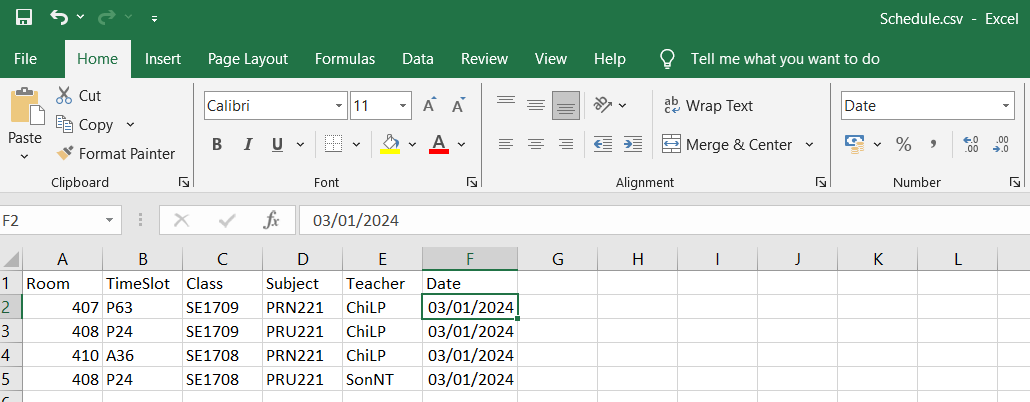 Schedule.csv - Excel
File Home Insert Page Layout Formulas Data Review View Help Tell me what you want to do
Cut
Copy
Format Painter
Paste
Clipboard
Calibri 11
B I U A
Font
ab Wrap Text
Merge & Center
Alignment
Date
% , .00 .00
Number
F2 fx 03/01/2024
A B C D E F G H I J K L
1 Room TimeSlot Class Subject Teacher Date
2 407 P63 SE1709 PRN221 ChiLP 03/01/2024
3 408 P24 SE1709 PRU221 ChiLP 03/01/2024
4 410 A36 SE1708 PRN221 ChiLP 03/01/2024
5 408 P24 SE1708 PRU221 SonNT 03/01/2024